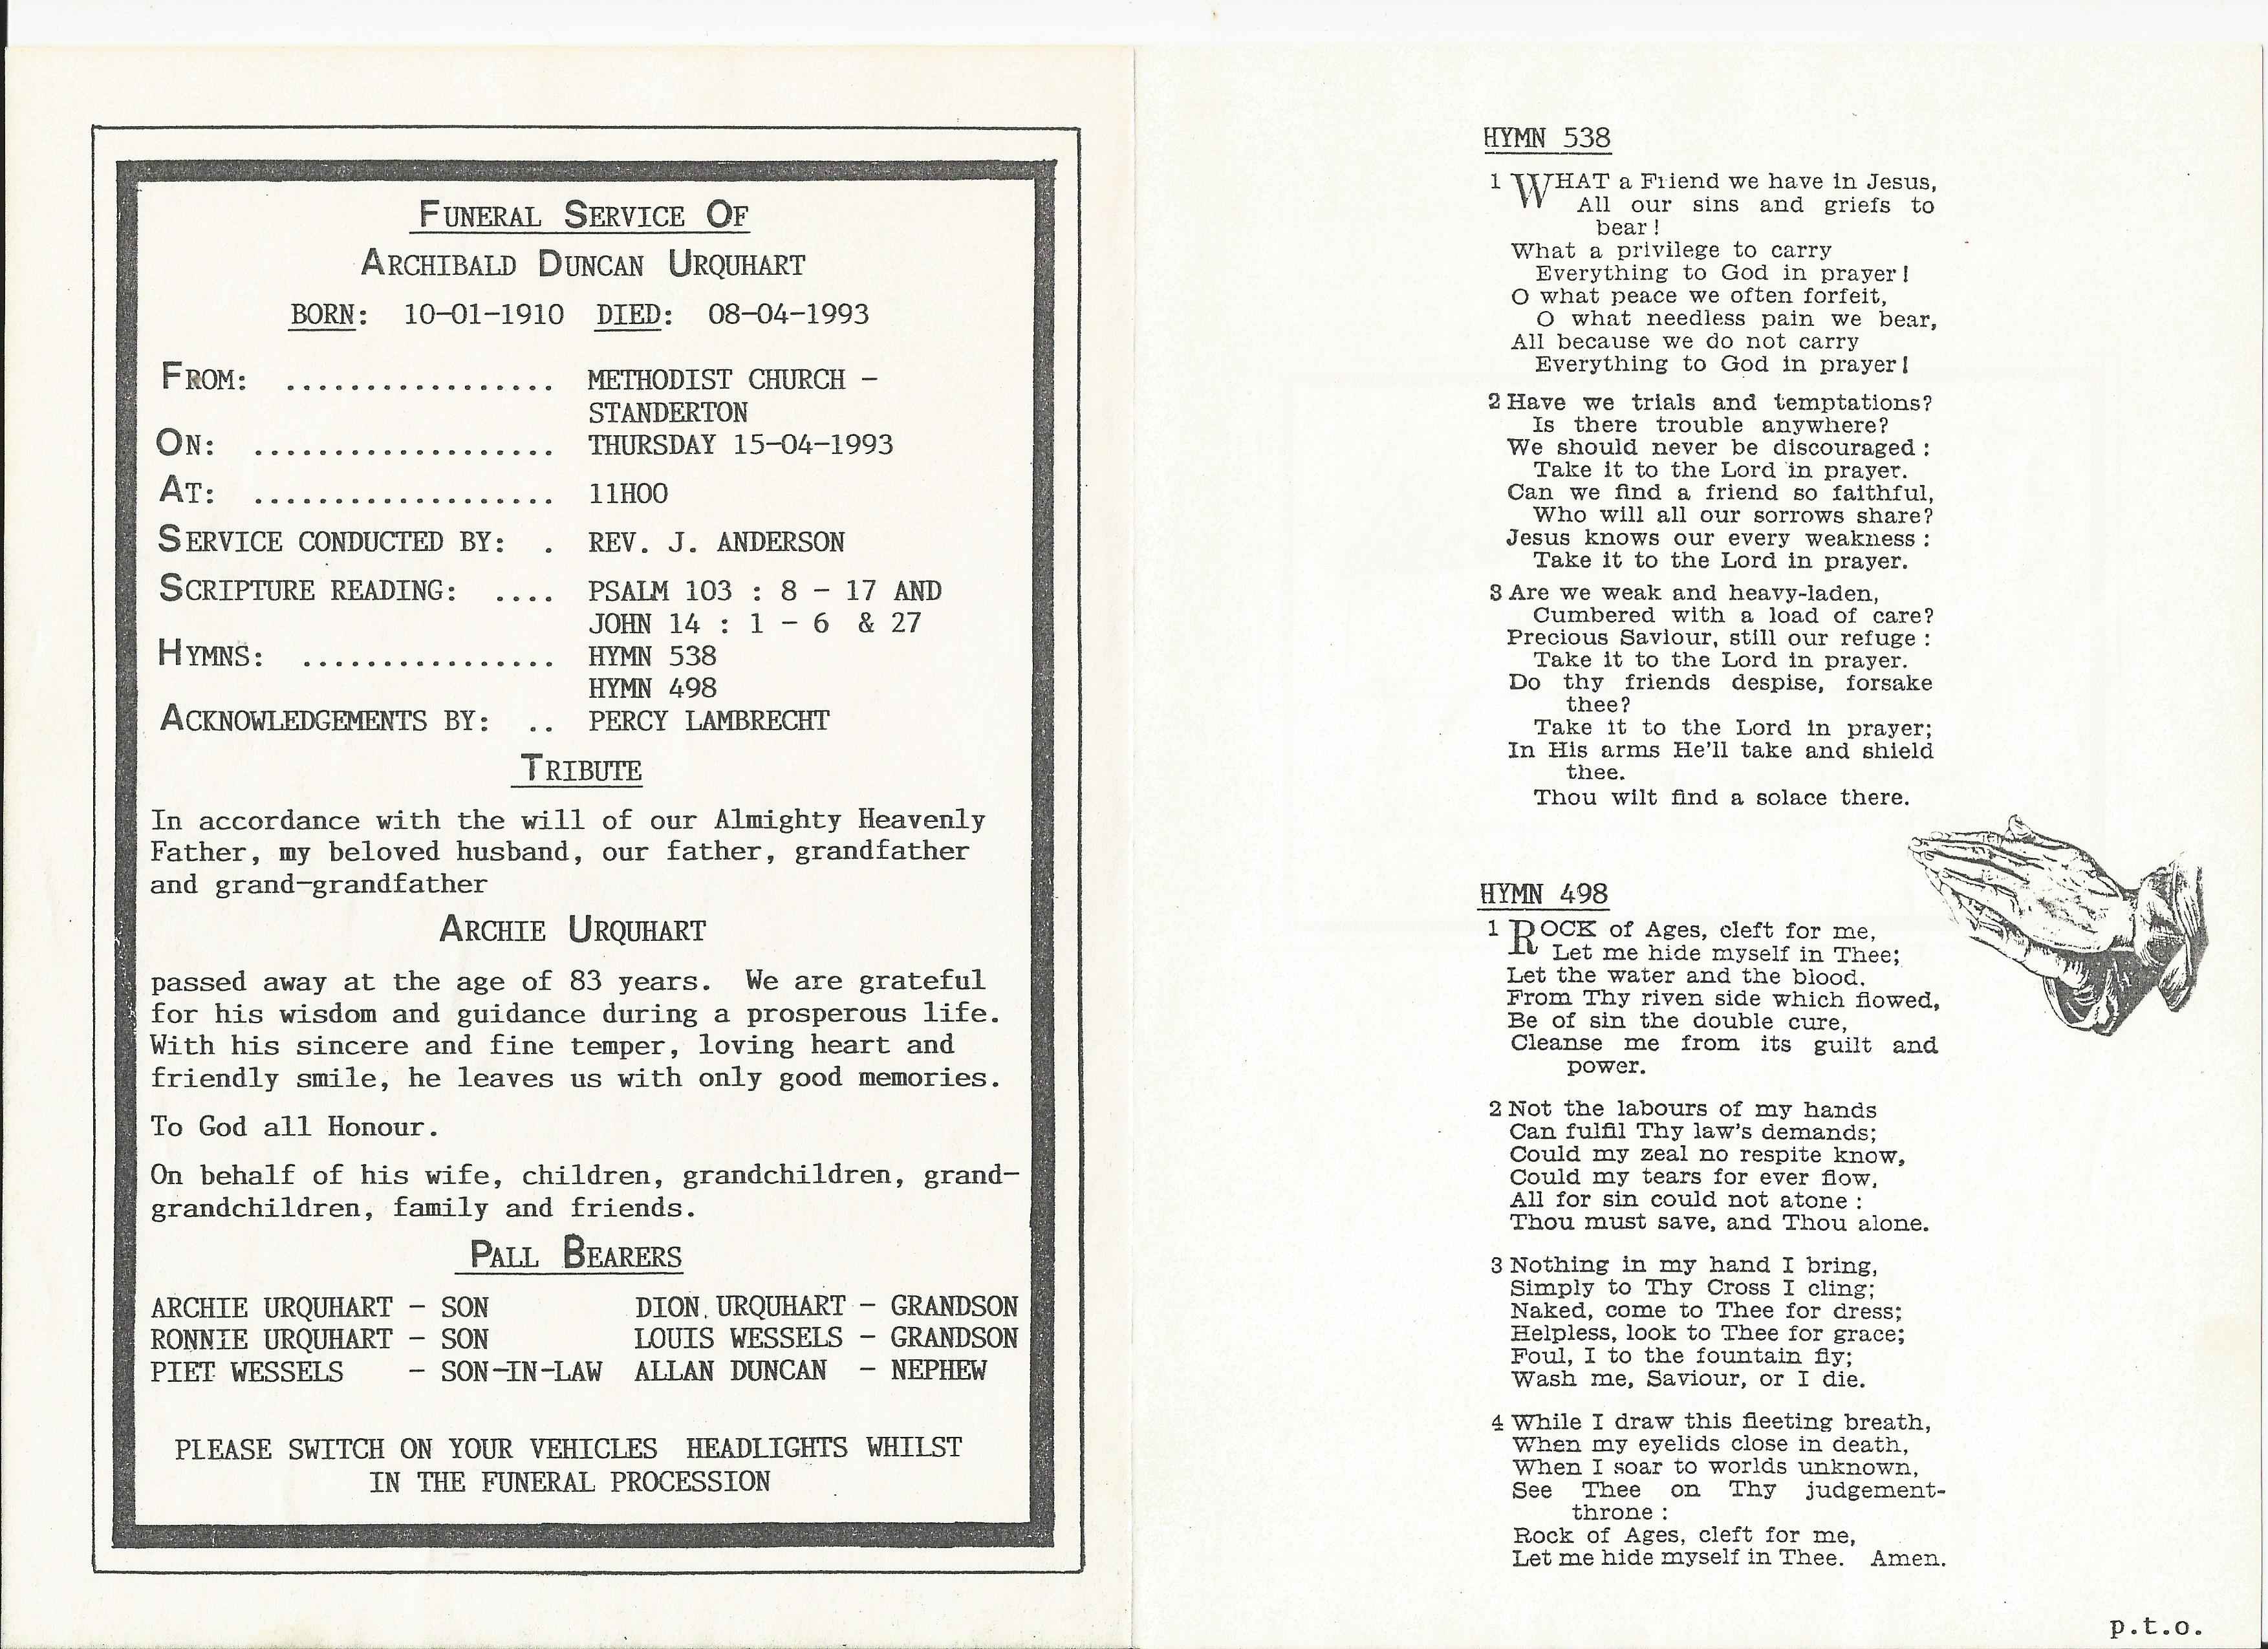 FUNERAL SERVICE OF
ARCHIBALD DUNCAN URQUHART
BORN: 10-01-1910 DIED: 08-04-1993
FROM: ................. METHODIST CHURCH -
STANDERTON
ON: ................... THURSDAY 15-04-1993
AT: ................... 11H00
SERVICE CONDUCTED BY: . REV. J. ANDERSON
SCRIPTURE READING: .... PSALM 103 : 8 - 17 AND
JOHN 14 : 1 - 6 & 27
HYMNS: ................ HYMN 538
HYMN 498
ACKNOWLEDGEMENTS BY: .. PERCY LAMBRECHT
TRIBUTE
In accordance with the will of our Almighty Heavenly
Father, my beloved husband, our father, grandfather
and grand-grandfather
ARCHIE URQUHART
passed away at the age of 83 years. We are grateful
for his wisdom and guidance during a prosperous life.
With his sincere and fine temper, loving heart and
friendly smile, he leaves us with only good memories.
To God all Honour.
On behalf of his wife, children, grandchildren, grand-
grandchildren, family and friends.
PALL BEARERS
ARCHIE URQUHART - SON DION URQUHART - GRANDSON
RONNIE URQUHART - SON LOUIS WESSELS - GRANDSON
PIET WESSELS - SON-IN-LAW ALLAN DUNCAN - NEPHEW
PLEASE SWITCH ON YOUR VEHICLES HEADLIGHTS WHILST
IN THE FUNERAL PROCESSION
HYMN 538
1 WHAT a Friend we have in Jesus,
All our sins and griefs to
bear!
What a privilege to carry
Everything to God in prayer!
O what peace we often forfeit,
O what needless pain we bear,
All because we do not carry
Everything to God in prayer!
2 Have we trials and temptations?
Is there trouble anywhere?
We should never be discouraged:
Take it to the Lord in prayer.
Can we find a friend so faithful,
Who will all our sorrows share?
Jesus knows our every weakness:
Take it to the Lord in prayer.
3 Are we weak and heavy-laden,
Cumbered with a load of care?
Precious Saviour, still our refuge:
Take it to the Lord in prayer.
Do thy friends despise, forsake
thee?
Take it to the Lord in prayer;
In His arms He'll take and shield
thee.
Thou wilt find a solace there.
HYMN 498
1 ROCK of Ages, cleft for me,
Let me hide myself in Thee;
Let the water and the blood,
From Thy riven side which flowed,
Be of sin the double cure,
Cleanse me from its guilt and
power.
2 Not the labours of my hands
Can fulfil Thy law's demands;
Could my zeal no respite know,
Could my tears for ever flow,
All for sin could not atone:
Thou must save, and Thou alone.
3 Nothing in my hand I bring,
Simply to Thy Cross I cling;
Naked, come to Thee for dress;
Helpless, look to Thee for grace;
Foul, I to the fountain fly;
Wash me, Saviour, or I die.
4 While I draw this fleeting breath,
When my eyelids close in death,
When I soar to worlds unknown,
See Thee on Thy judgement-
throne:
Rock of Ages, cleft for me,
Let me hide myself in Thee. Amen.
p.t.o.